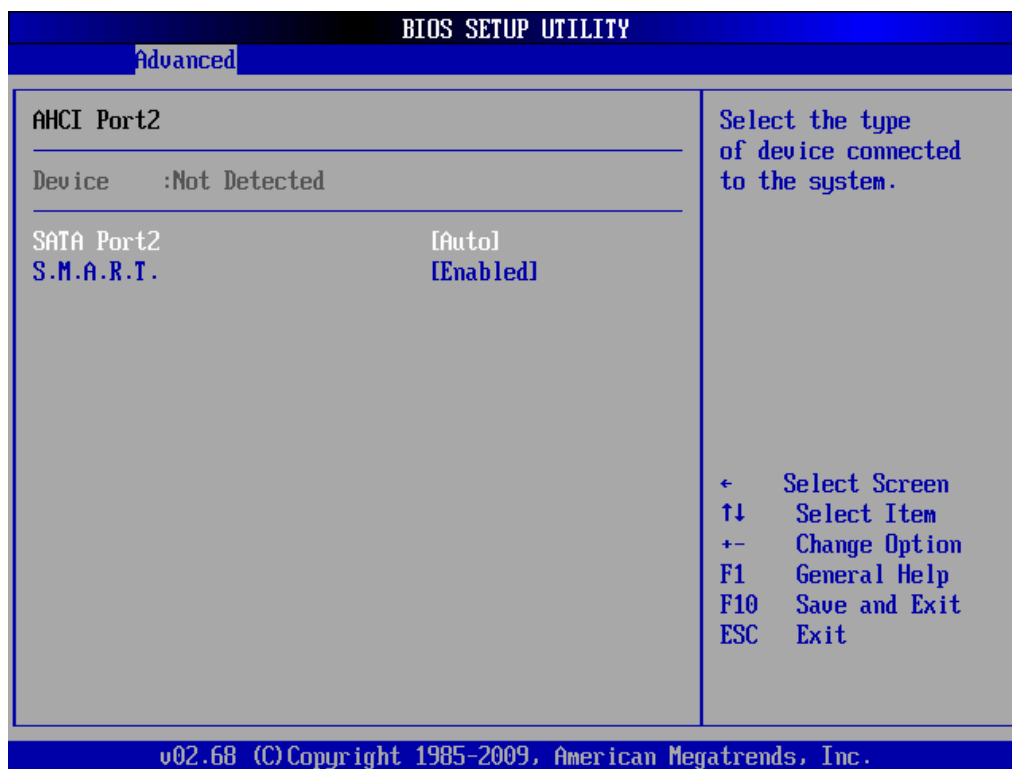 BIOS SETUP UTILITY
Advanced
AHCI Port2
Device :Not Detected
SATA Port2 [Auto]
S.M.A.R.T. [Enabled]
Select the type
of device connected
to the system.
← Select Screen
↑↓ Select Item
+- Change Option
F1 General Help
F10 Save and Exit
ESC Exit
v02.68 (C)Copyright 1985-2009, American Megatrends, Inc.